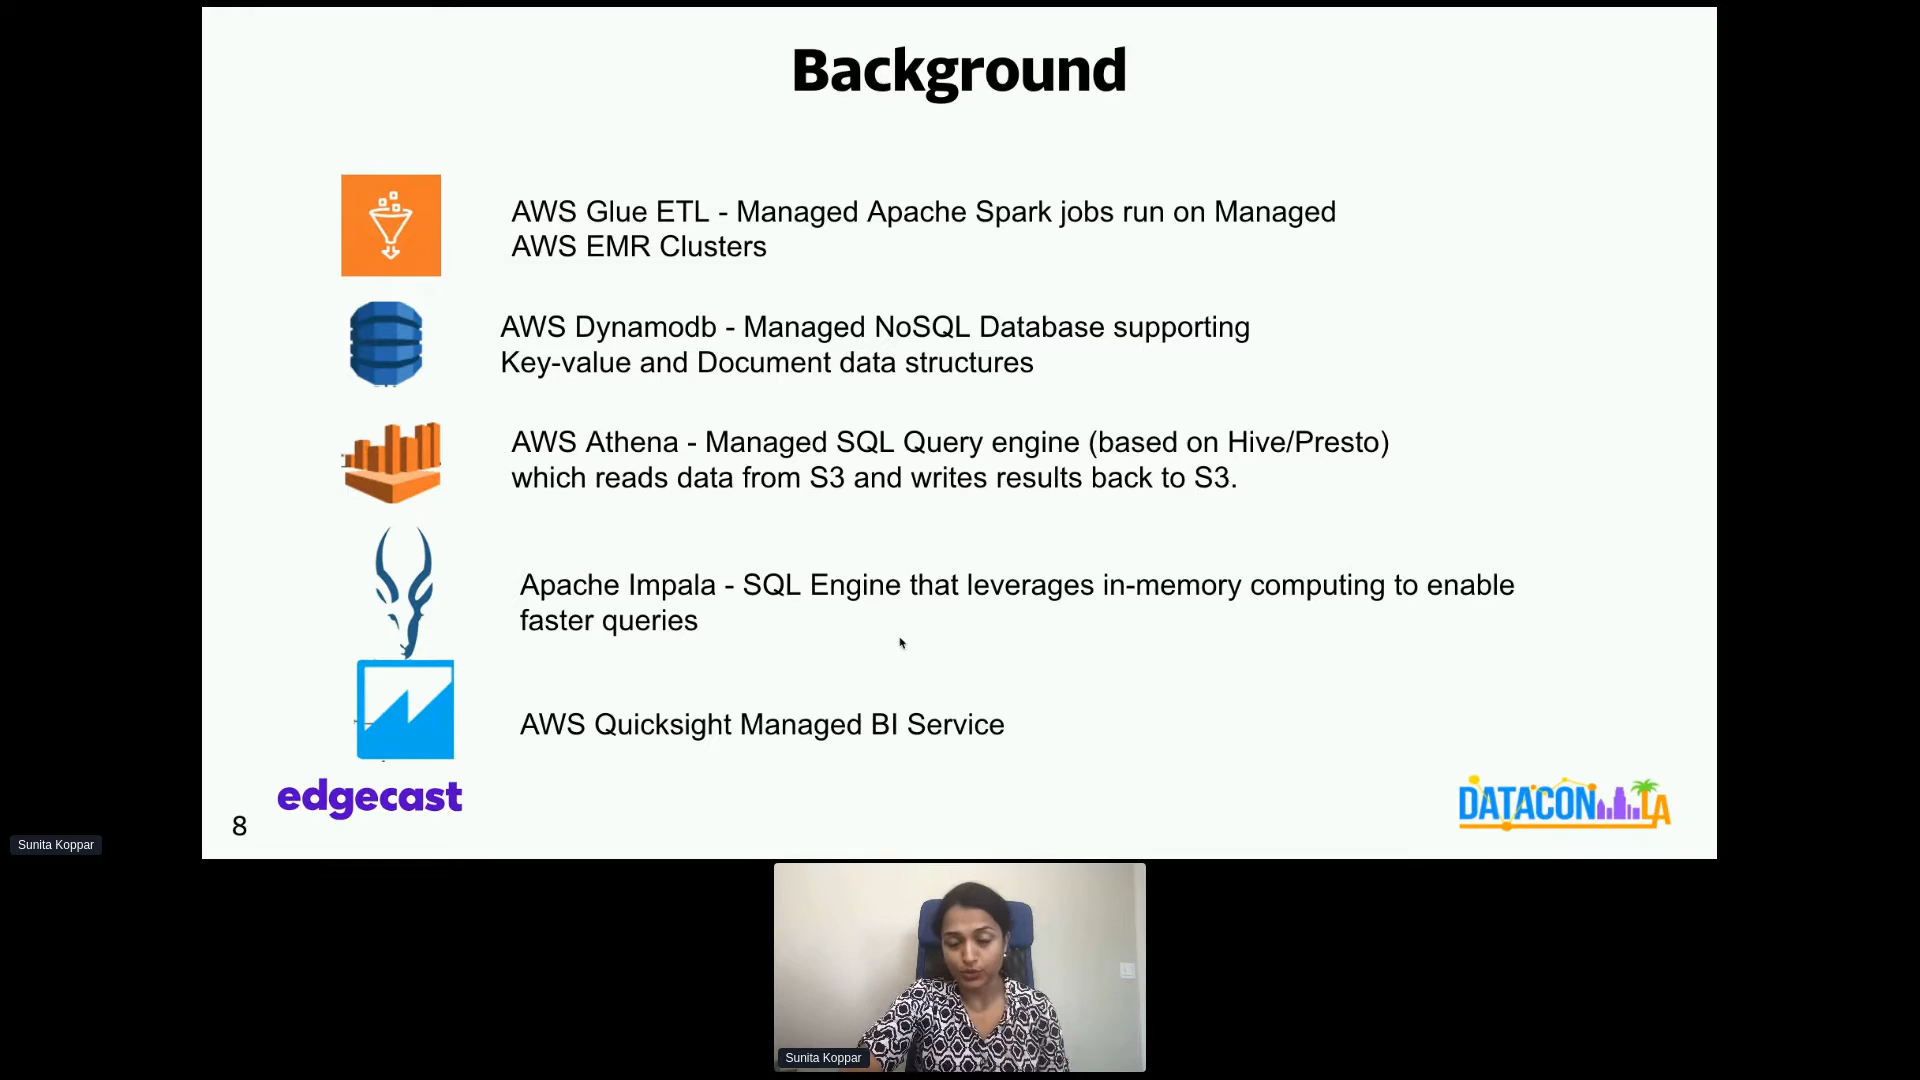 Background
AWS Glue ETL - Managed Apache Spark jobs run on Managed
AWS EMR Clusters
AWS Dynamodb - Managed NoSQL Database supporting
Key-value and Document data structures
AWS Athena - Managed SQL Query engine (based on Hive/Presto)
which reads data from S3 and writes results back to S3.
Apache Impala - SQL Engine that leverages in-memory computing to enable
faster queries
AWS Quicksight Managed BI Service
edgecast
DATACON LA
8
Sunita Koppar
Sunita Koppar